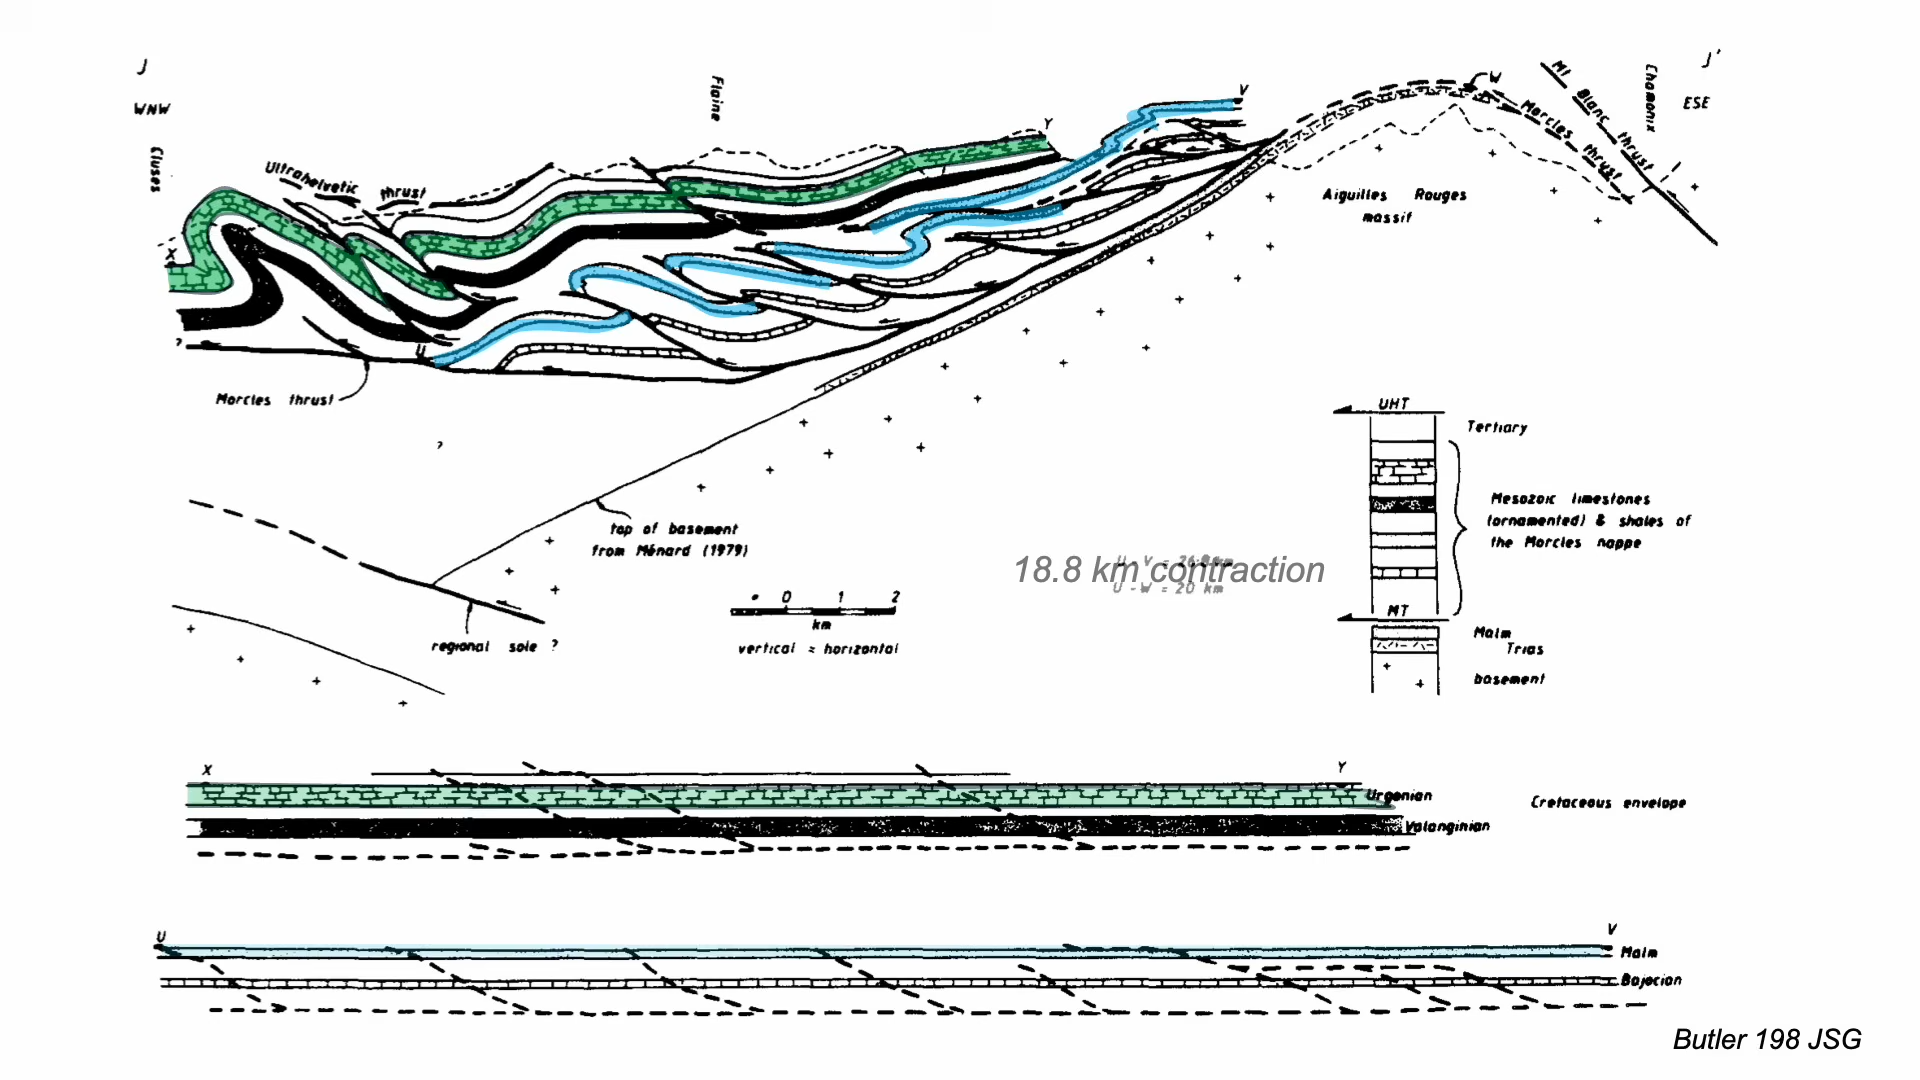 J
J'
WNW
ESE
Cluses
Flaine
Chamonix
Ultrahelvetic thrust
Mt Blanc thrust
Morcles thrust
W
V
Y
X
U
?
Aiguilles Rouges
massif
Morcles thrust
?
top of basement
from Ménard (1979)
regional sole ?
0 1 2
km
vertical = horizontal
18.8 km contraction
U - W = 20 km
UHT
Tertiary
Mesozoic limestones
(ornamented) & shales of
the Morcles nappe
MT
Malm
Trias
basement
X
Y
Urgonian
Valanginian
Cretaceous envelope
U
V
Malm
Bajocian
Butler 198 JSG